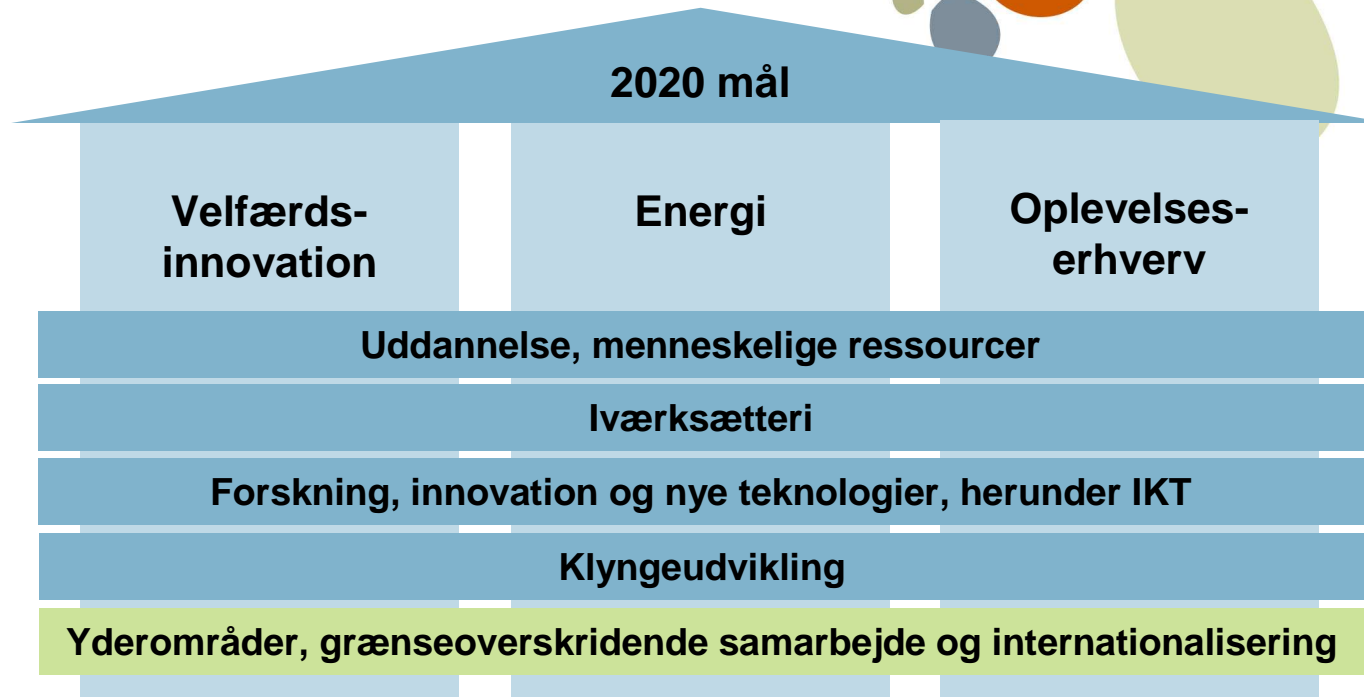 2020 mål
Velfærds-
innovation
Energi
Oplevelses-
erhverv
Uddannelse, menneskelige ressourcer
Iværksætteri
Forskning, innovation og nye teknologier, herunder IKT
Klyngeudvikling
Yderområder, grænseoverskridende samarbejde og internationalisering